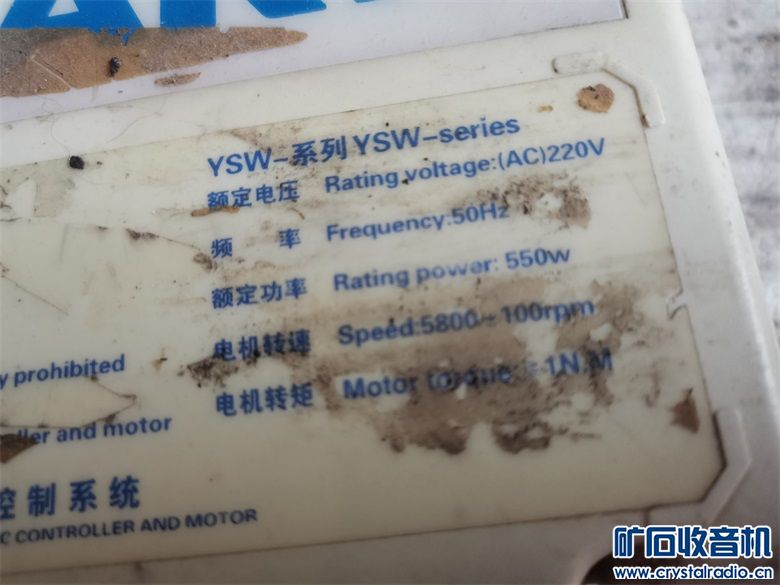 YSW-系列 YSW-series
额定电压 Rating voltage:(AC)220V
频 率 Frequency:50Hz
额定功率 Rating power: 550w
电机转速 Speed:5800~100rpm
电机转矩 Motor torque: 1N.M
y prohibited
ller and motor
控制系统
C CONTROLLER AND MOTOR
矿石收音机
www.crystalradio.cn